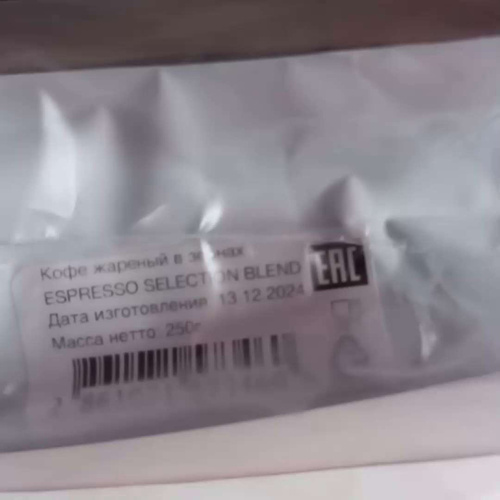 Кофе жареный в зернах
ESPRESSO SELECTION BLEND
Дата изготовления 13.12.2024
Масса нетто 250г
EAC